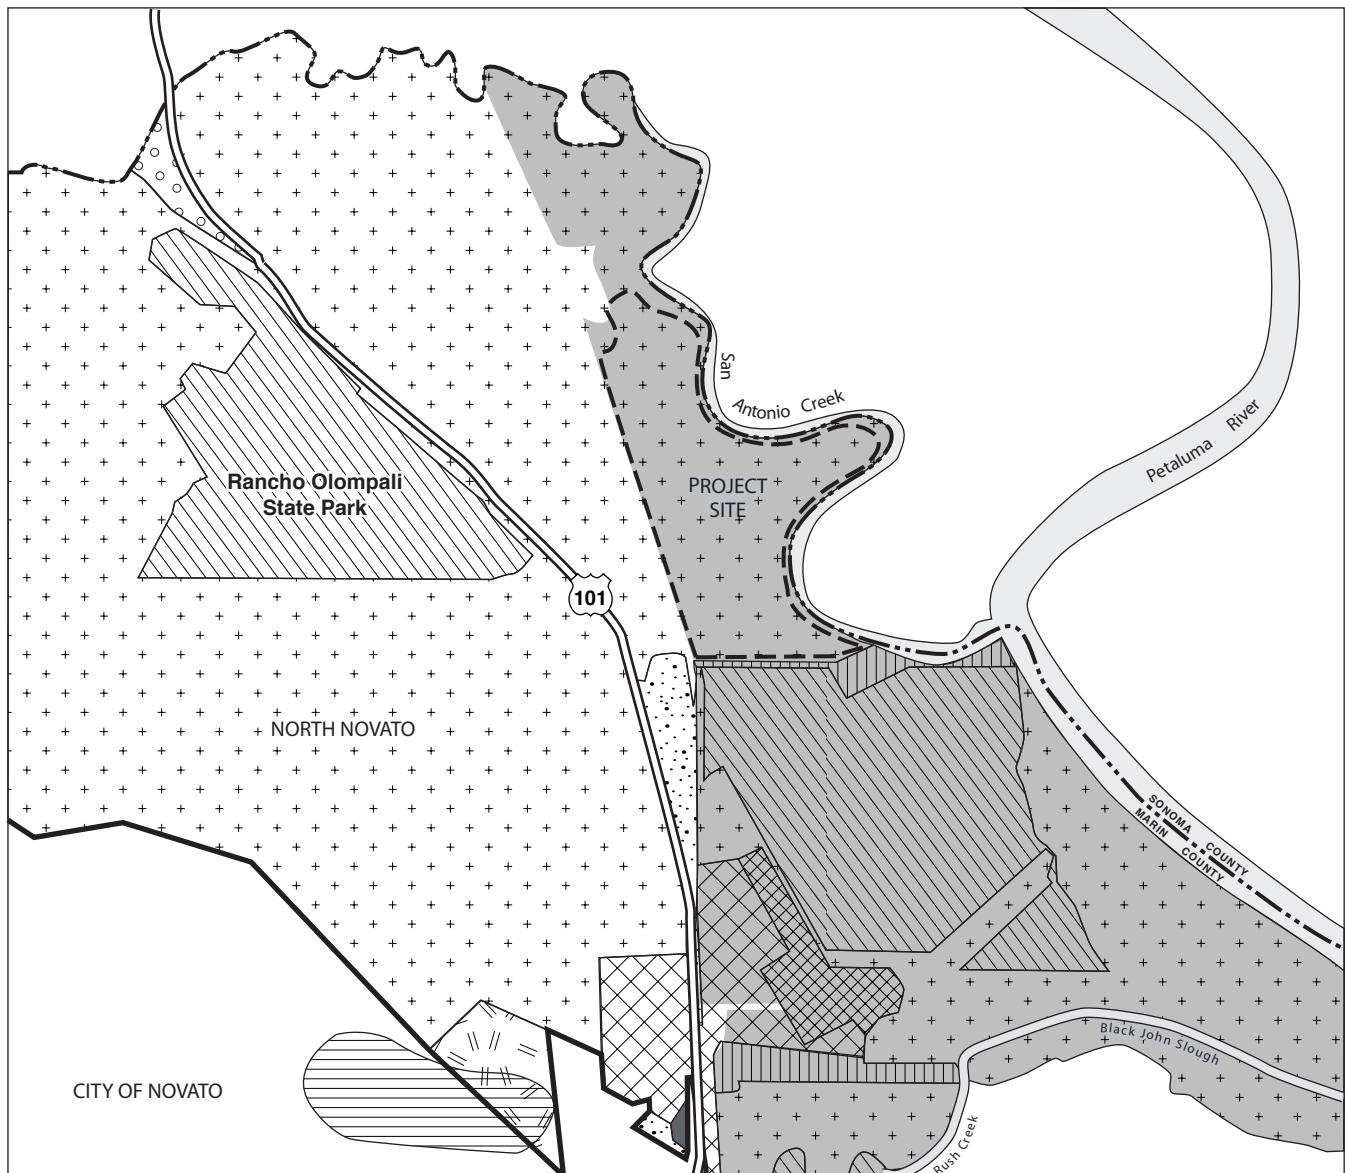 San
Antonio Creek
Petaluma River
Rancho Olompali
State Park
PROJECT
SITE
101
NORTH NOVATO
SONOMA COUNTY
MARIN COUNTY
Black John Slough
CITY OF NOVATO
Rush Creek